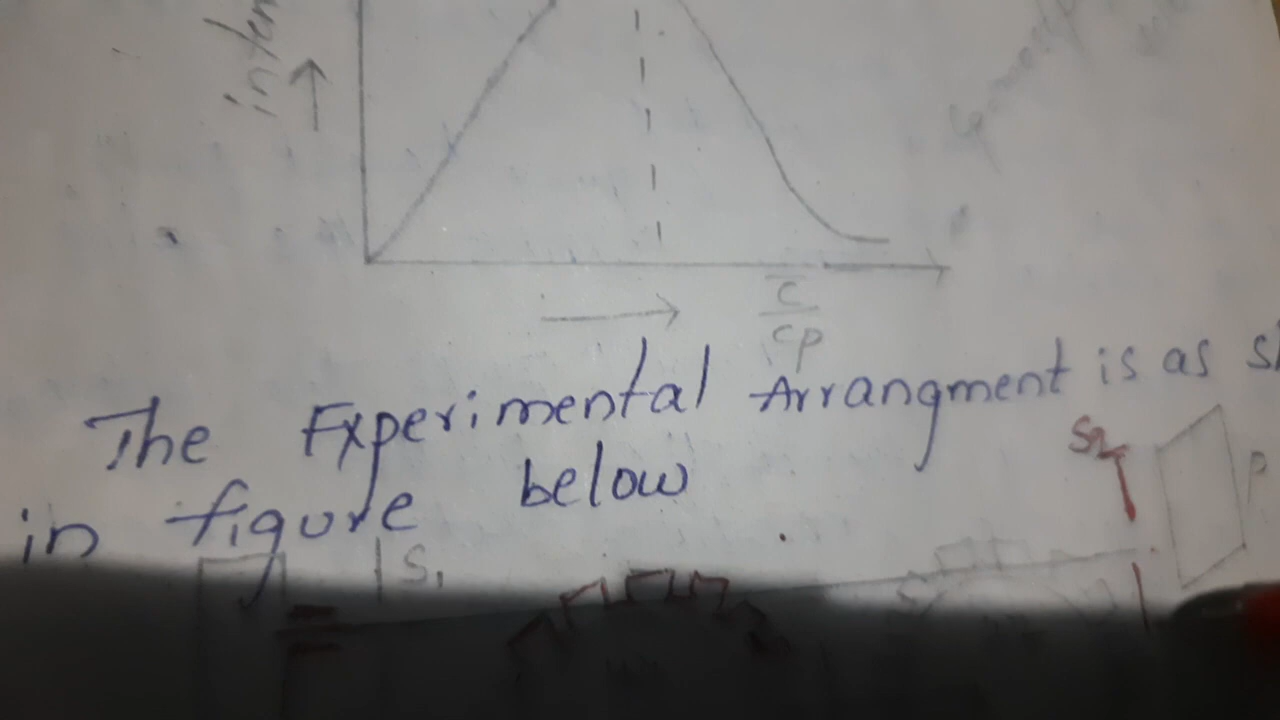 inten
C
Cp
The Experimental Arrangment is as
in figure below
S2
P
S1